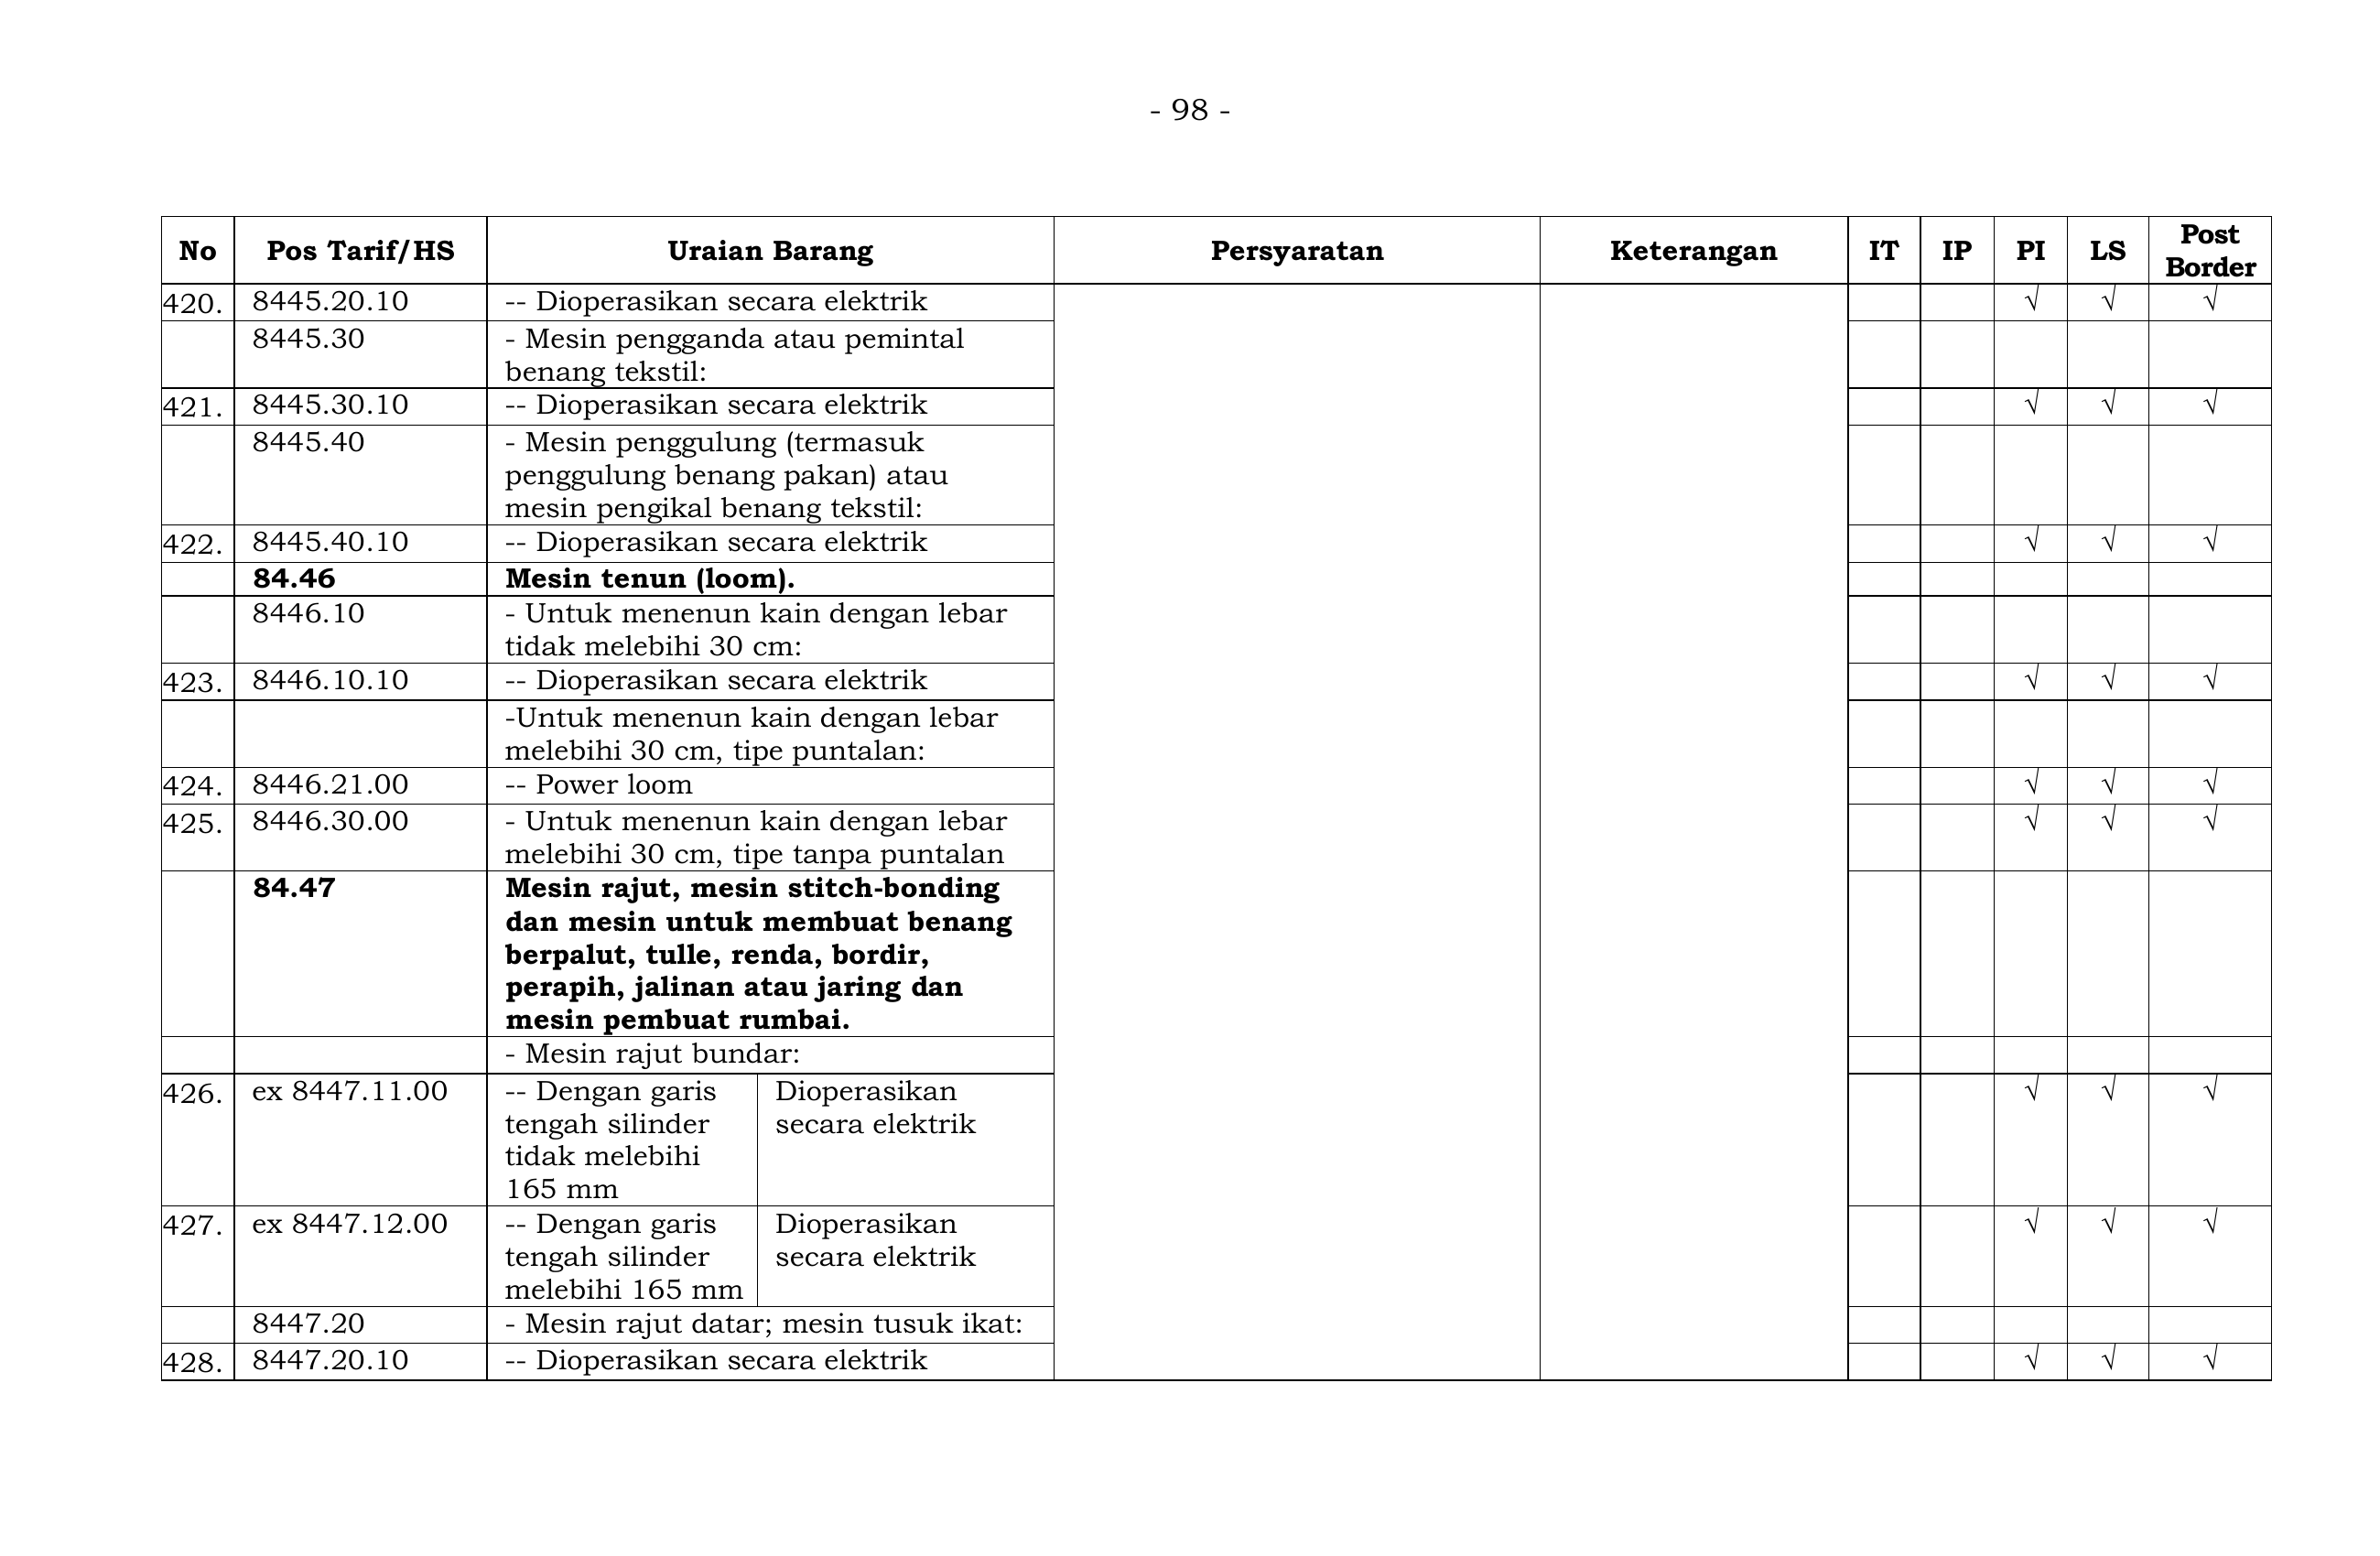 - 98 -
No Pos Tarif/HS Uraian Barang Persyaratan Keterangan IT IP PI LS Post Border
420. 8445.20.10 -- Dioperasikan secara elektrik √ √ √
8445.30 - Mesin pengganda atau pemintal
benang tekstil:
421. 8445.30.10 -- Dioperasikan secara elektrik √ √ √
8445.40 - Mesin penggulung (termasuk
penggulung benang pakan) atau
mesin pengikal benang tekstil:
422. 8445.40.10 -- Dioperasikan secara elektrik √ √ √
84.46 Mesin tenun (loom).
8446.10 - Untuk menenun kain dengan lebar
tidak melebihi 30 cm:
423. 8446.10.10 -- Dioperasikan secara elektrik √ √ √
-Untuk menenun kain dengan lebar
melebihi 30 cm, tipe puntalan:
424. 8446.21.00 -- Power loom √ √ √
425. 8446.30.00 - Untuk menenun kain dengan lebar √ √ √
melebihi 30 cm, tipe tanpa puntalan
84.47 Mesin rajut, mesin stitch-bonding
dan mesin untuk membuat benang
berpalut, tulle, renda, bordir,
perapih, jalinan atau jaring dan
mesin pembuat rumbai.
- Mesin rajut bundar:
426. ex 8447.11.00 -- Dengan garis Dioperasikan √ √ √
tengah silinder secara elektrik
tidak melebihi
165 mm
427. ex 8447.12.00 -- Dengan garis Dioperasikan √ √ √
tengah silinder secara elektrik
melebihi 165 mm
8447.20 - Mesin rajut datar; mesin tusuk ikat:
428. 8447.20.10 -- Dioperasikan secara elektrik √ √ √